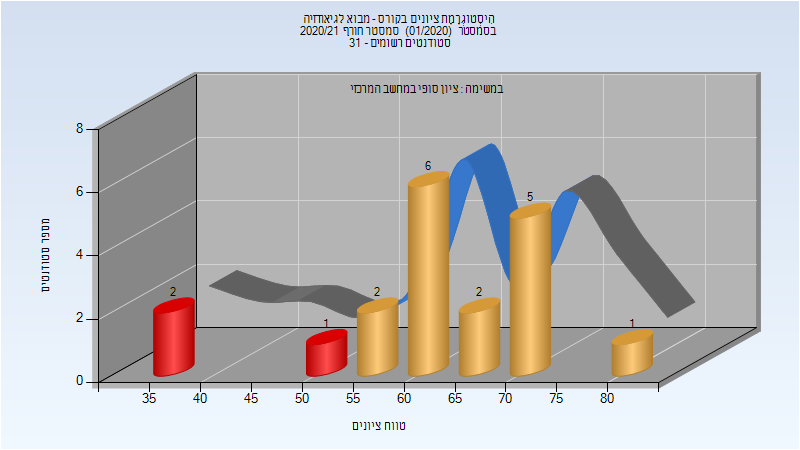 הִיסְטוֹגְרָמַת ציונים בקורס - מבוא לגיאודזיה
בסמסטר (01/2020) סמסטר חורף 2020/21
סטודנטים רשומים - 31
במשימה : ציון סופי במחשב המרכזי
מספר סטודנטים
8
6
4
2
0
2
1
2
6
2
5
1
35 40 45 50 55 60 65 70 75 80
טווח ציונים